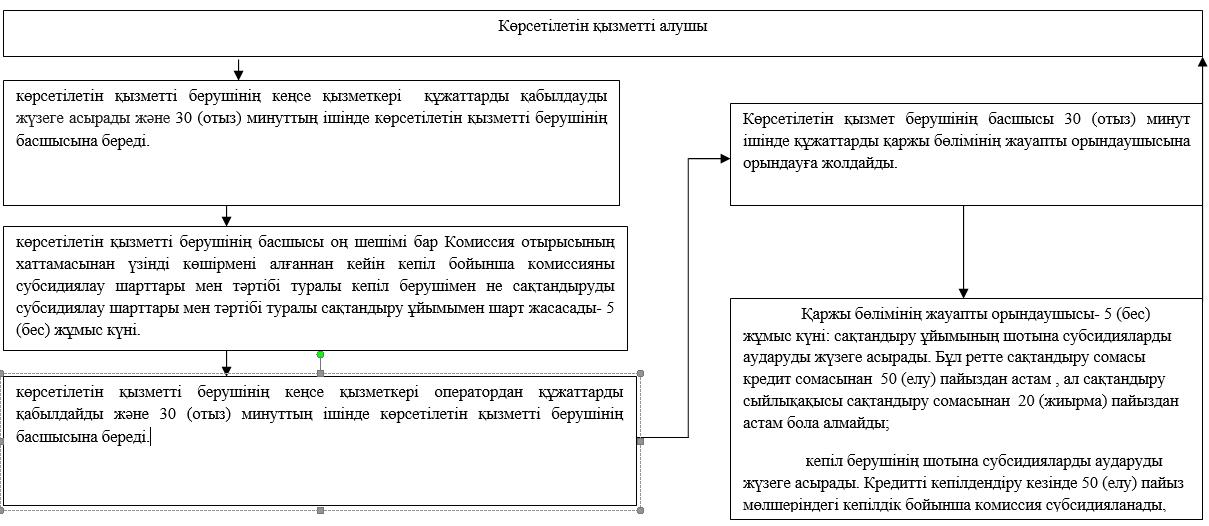 Көрсетілетін қызметті алушы
көрсетілетін қызметті берушінің кеңсе қызметкері құжаттарды қабылдауды
жүзеге асырады және 30 (отыз) минуттың ішінде көрсетілетін қызметті берушінің
басшысына береді.
көрсетілетін қызметті берушінің басшысы оң шешімі бар Комиссия отырысының
хаттамасынан үзінді көшірмені алғаннан кейін кепіл бойынша комиссияны
субсидиялау шарттары мен тәртібі туралы кепіл берушімен не сақтандыруды
субсидиялау шарттары мен тәртібі туралы сақтандыру ұйымымен шарт жасасады- 5
(бес) жұмыс күні.
көрсетілетін қызметті берушінің кеңсе қызметкері оператордан құжаттарды
қабылдайды және 30 (отыз) минуттың ішінде көрсетілетін қызметті берушінің
басшысына береді.
Көрсетілетін қызмет берушінің басшысы 30 (отыз) минут
ішінде құжаттарды қаржы бөлімінің жауапты орындаушысына
орындауға жолдайды.
Қаржы бөлімінің жауапты орындаушысы- 5 (бес)
жұмыс күні: сақтандыру ұйымының шотына субсидияларды
аударуды жүзеге асырады. Бұл ретте сақтандыру сомасы
кредит сомасынан 50 (елу) пайыздан астам , ал сақтандыру
сыйлықақысы сақтандыру сомасынан 20 (жиырма) пайыздан
астам бола алмайды;
кепіл берушінің шотына субсидияларды аударуды
жүзеге асырады. Кредитті кепілдендіру кезінде 50 (елу) пайыз
мөлшеріндегі кепілдік бойынша комиссия субсидияланады,